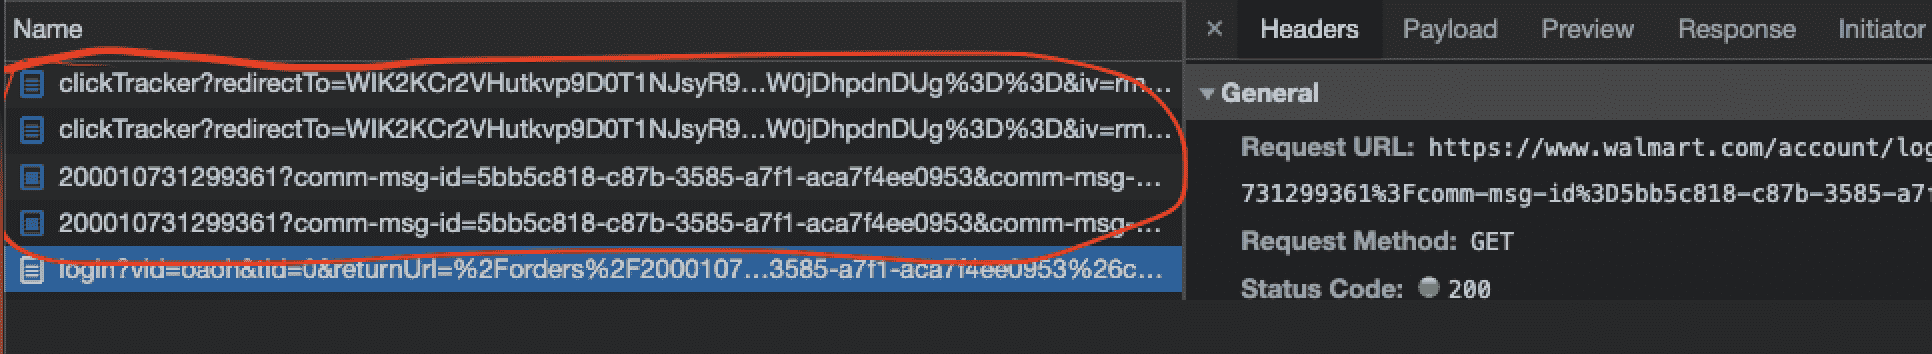 Name
clickTracker?redirectTo=WIK2KCr2VHutkvp9D0T1NJsyR9...W0jDhpdnDUg%3D%3D&iv=rm...
clickTracker?redirectTo=WIK2KCr2VHutkvp9D0T1NJsyR9...W0jDhpdnDUg%3D%3D&iv=rm...
200010731299361?comm-msg-id=5bb5c818-c87b-3585-a7f1-aca7f4ee0953&comm-msg-...
200010731299361?comm-msg-id=5bb5c818-c87b-3585-a7f1-aca7f4ee0953&comm-msg-...
login?vid=oaoh&tid=0&returnUrl=%2Forders%2F2000107...3585-a7f1-aca7f4ee0953%26c...
× Headers Payload Preview Response Initiator
General
Request URL: https://www.walmart.com/account/log
731299361%3Fcomm-msg-id%3D5bb5c818-c87b-3585-a7f
Request Method: GET
Status Code: 200